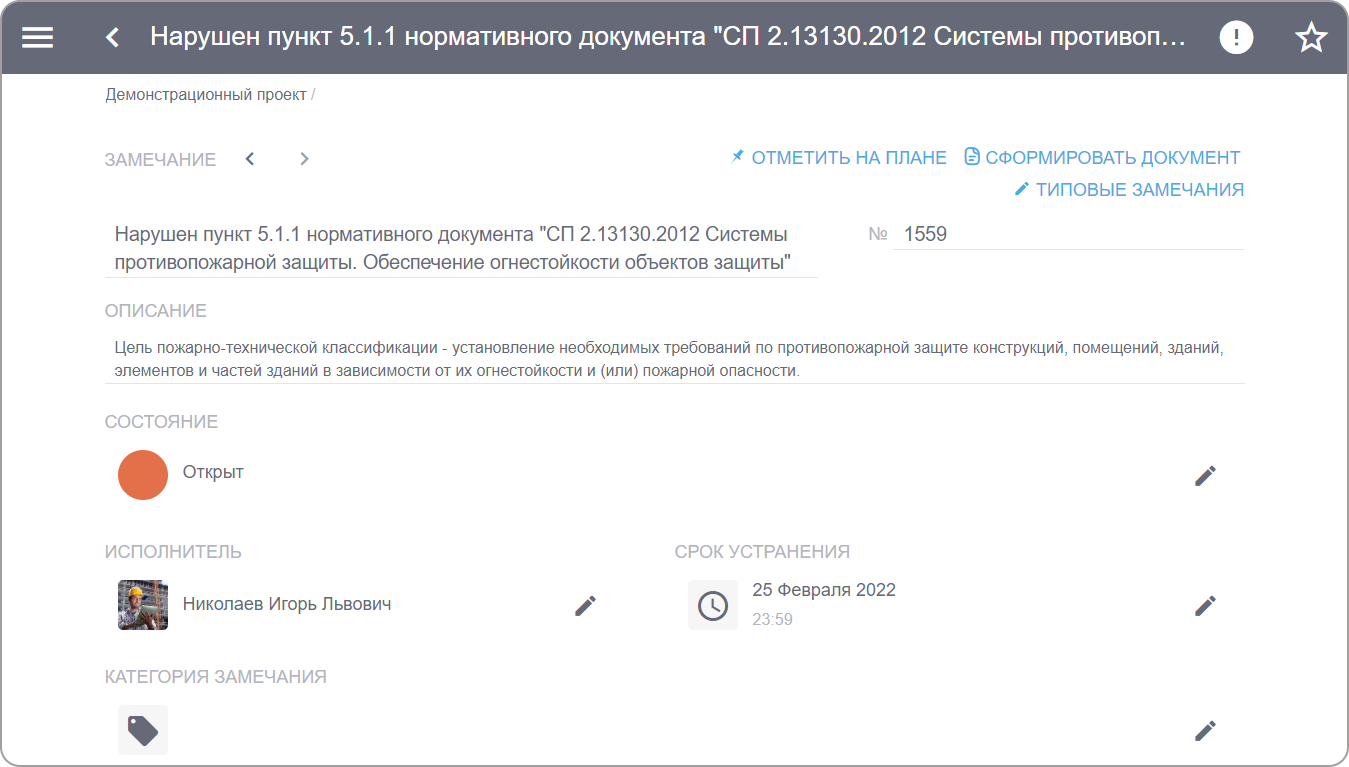 Нарушен пункт 5.1.1 нормативного документа "СП 2.13130.2012 Системы противоп...
Демонстрационный проект /
ЗАМЕЧАНИЕ
ОТМЕТИТЬ НА ПЛАНЕ СФОРМИРОВАТЬ ДОКУМЕНТ
ТИПОВЫЕ ЗАМЕЧАНИЯ
Нарушен пункт 5.1.1 нормативного документа "СП 2.13130.2012 Системы
противопожарной защиты. Обеспечение огнестойкости объектов защиты"
№ 1559
ОПИСАНИЕ
Цель пожарно-технической классификации - установление необходимых требований по противопожарной защите конструкций, помещений, зданий,
элементов и частей зданий в зависимости от их огнестойкости и (или) пожарной опасности.
СОСТОЯНИЕ
Открыт
ИСПОЛНИТЕЛЬ
Николаев Игорь Львович
СРОК УСТРАНЕНИЯ
25 Февраля 2022
23:59
КАТЕГОРИЯ ЗАМЕЧАНИЯ